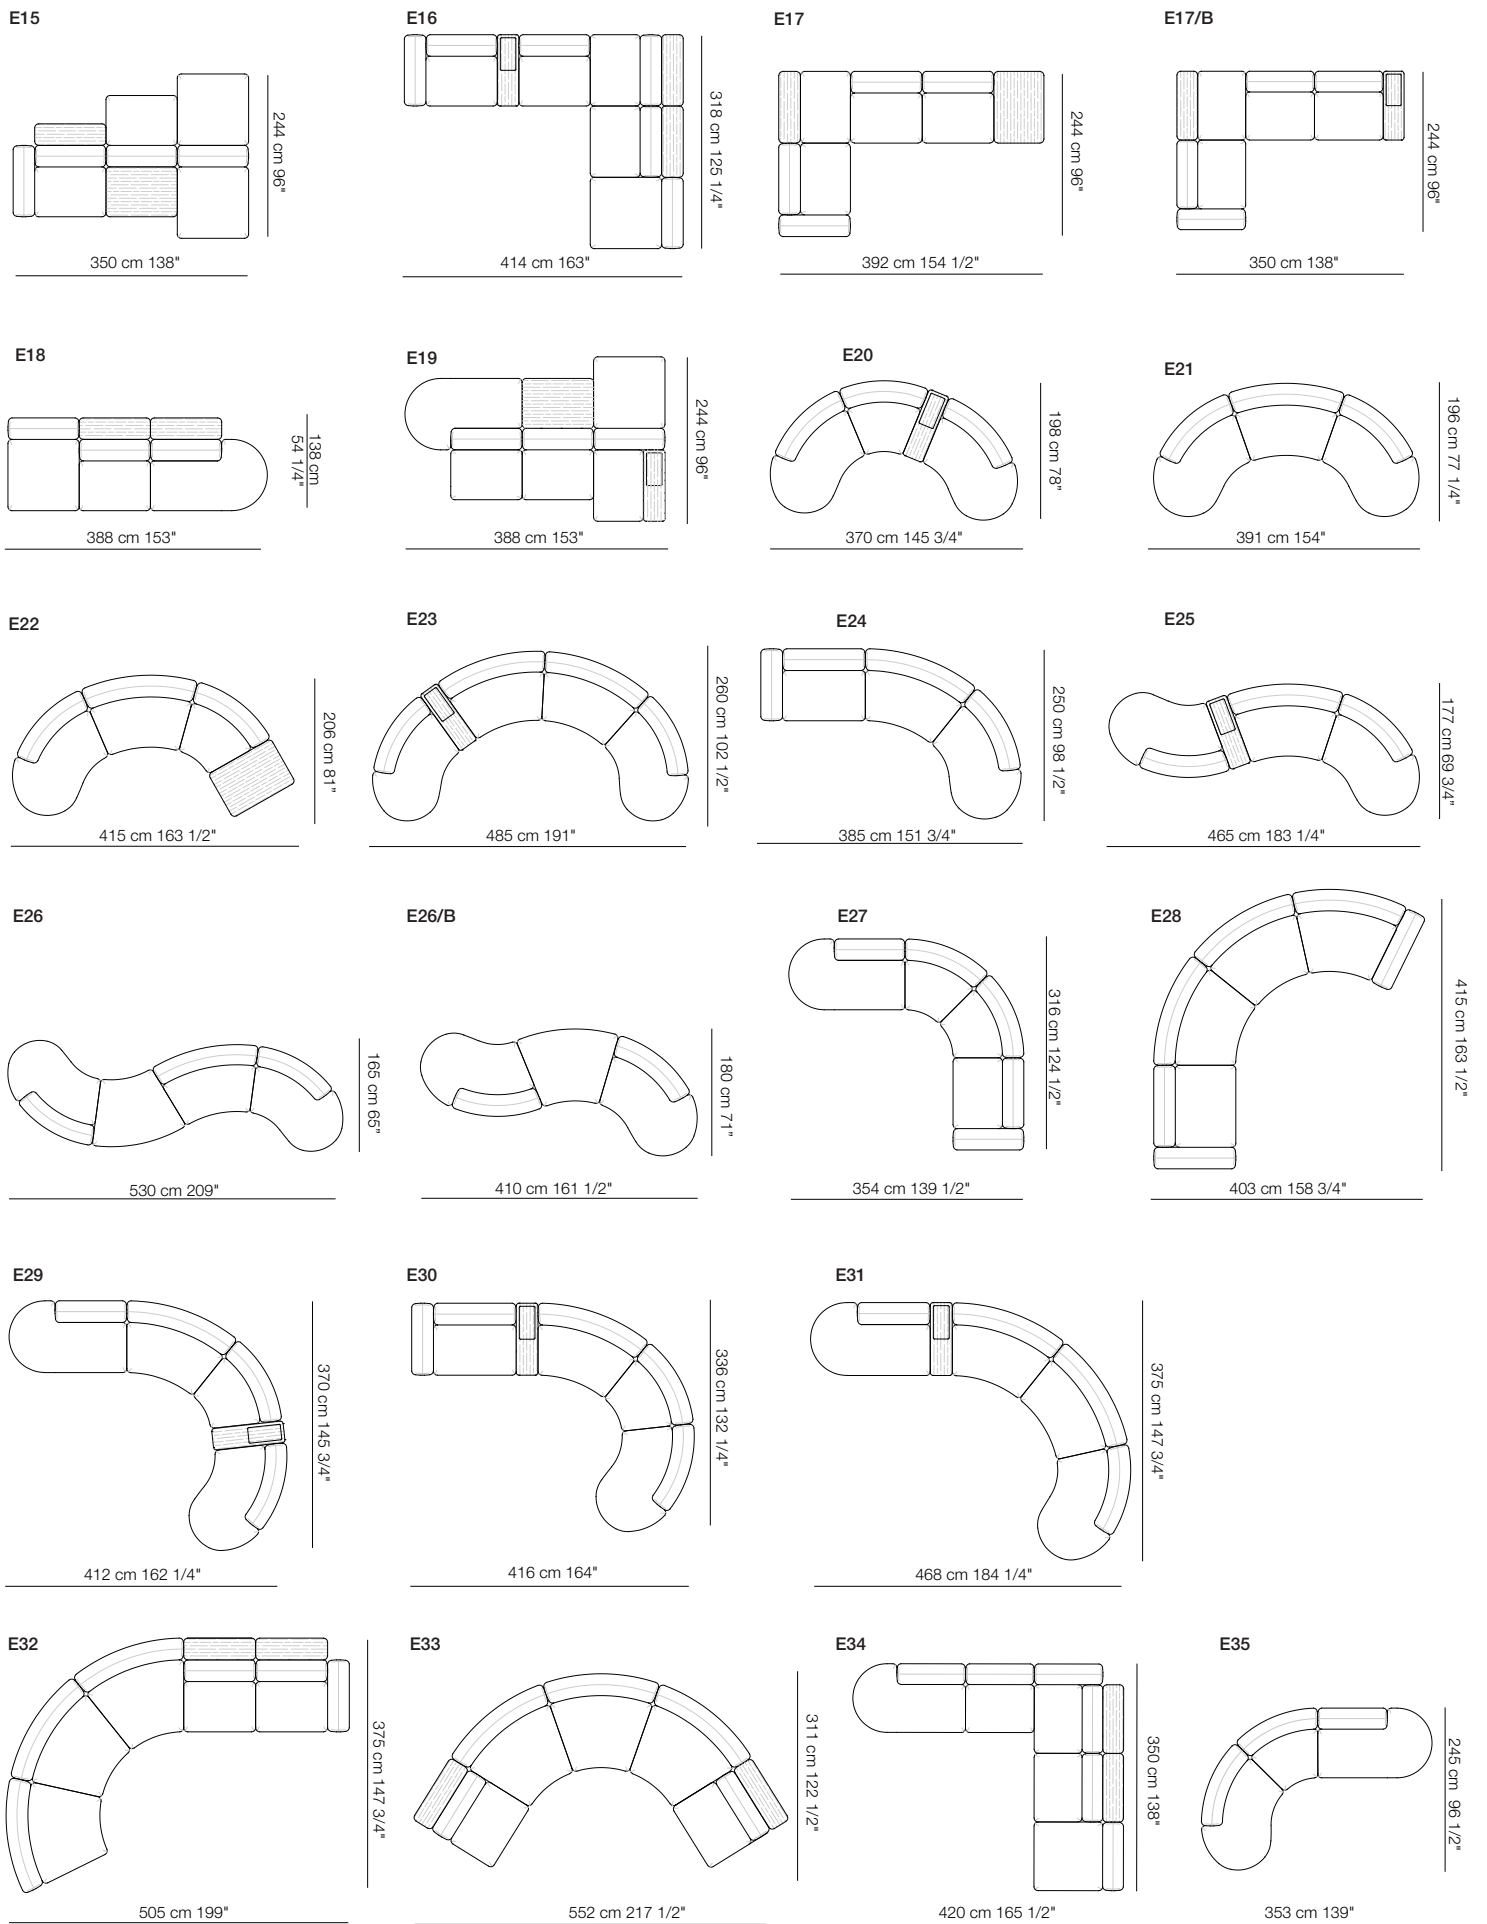 E15
E16
E17
E17/B
244 cm 96"
318 cm 125 1/4"
244 cm 96"
244 cm 96"
350 cm 138"
414 cm 163"
392 cm 154 1/2"
350 cm 138"
E18
E19
E20
E21
138 cm
54 1/4"
244 cm 96"
198 cm 78"
196 cm 77 1/4"
388 cm 153"
388 cm 153"
370 cm 145 3/4"
391 cm 154"
E22
E23
E24
E25
206 cm 81"
260 cm 102 1/2"
250 cm 98 1/2"
177 cm 69 3/4"
415 cm 163 1/2"
485 cm 191"
385 cm 151 3/4"
465 cm 183 1/4"
E26
E26/B
E27
E28
165 cm 65"
180 cm 71"
316 cm 124 1/2"
415 cm 163 1/2"
530 cm 209"
410 cm 161 1/2"
354 cm 139 1/2"
403 cm 158 3/4"
E29
E30
E31
370 cm 145 3/4"
336 cm 132 1/4"
375 cm 147 3/4"
412 cm 162 1/4"
416 cm 164"
468 cm 184 1/4"
E32
E33
E34
E35
375 cm 147 3/4"
311 cm 122 1/2"
350 cm 138"
245 cm 96 1/2"
505 cm 199"
552 cm 217 1/2"
420 cm 165 1/2"
353 cm 139"